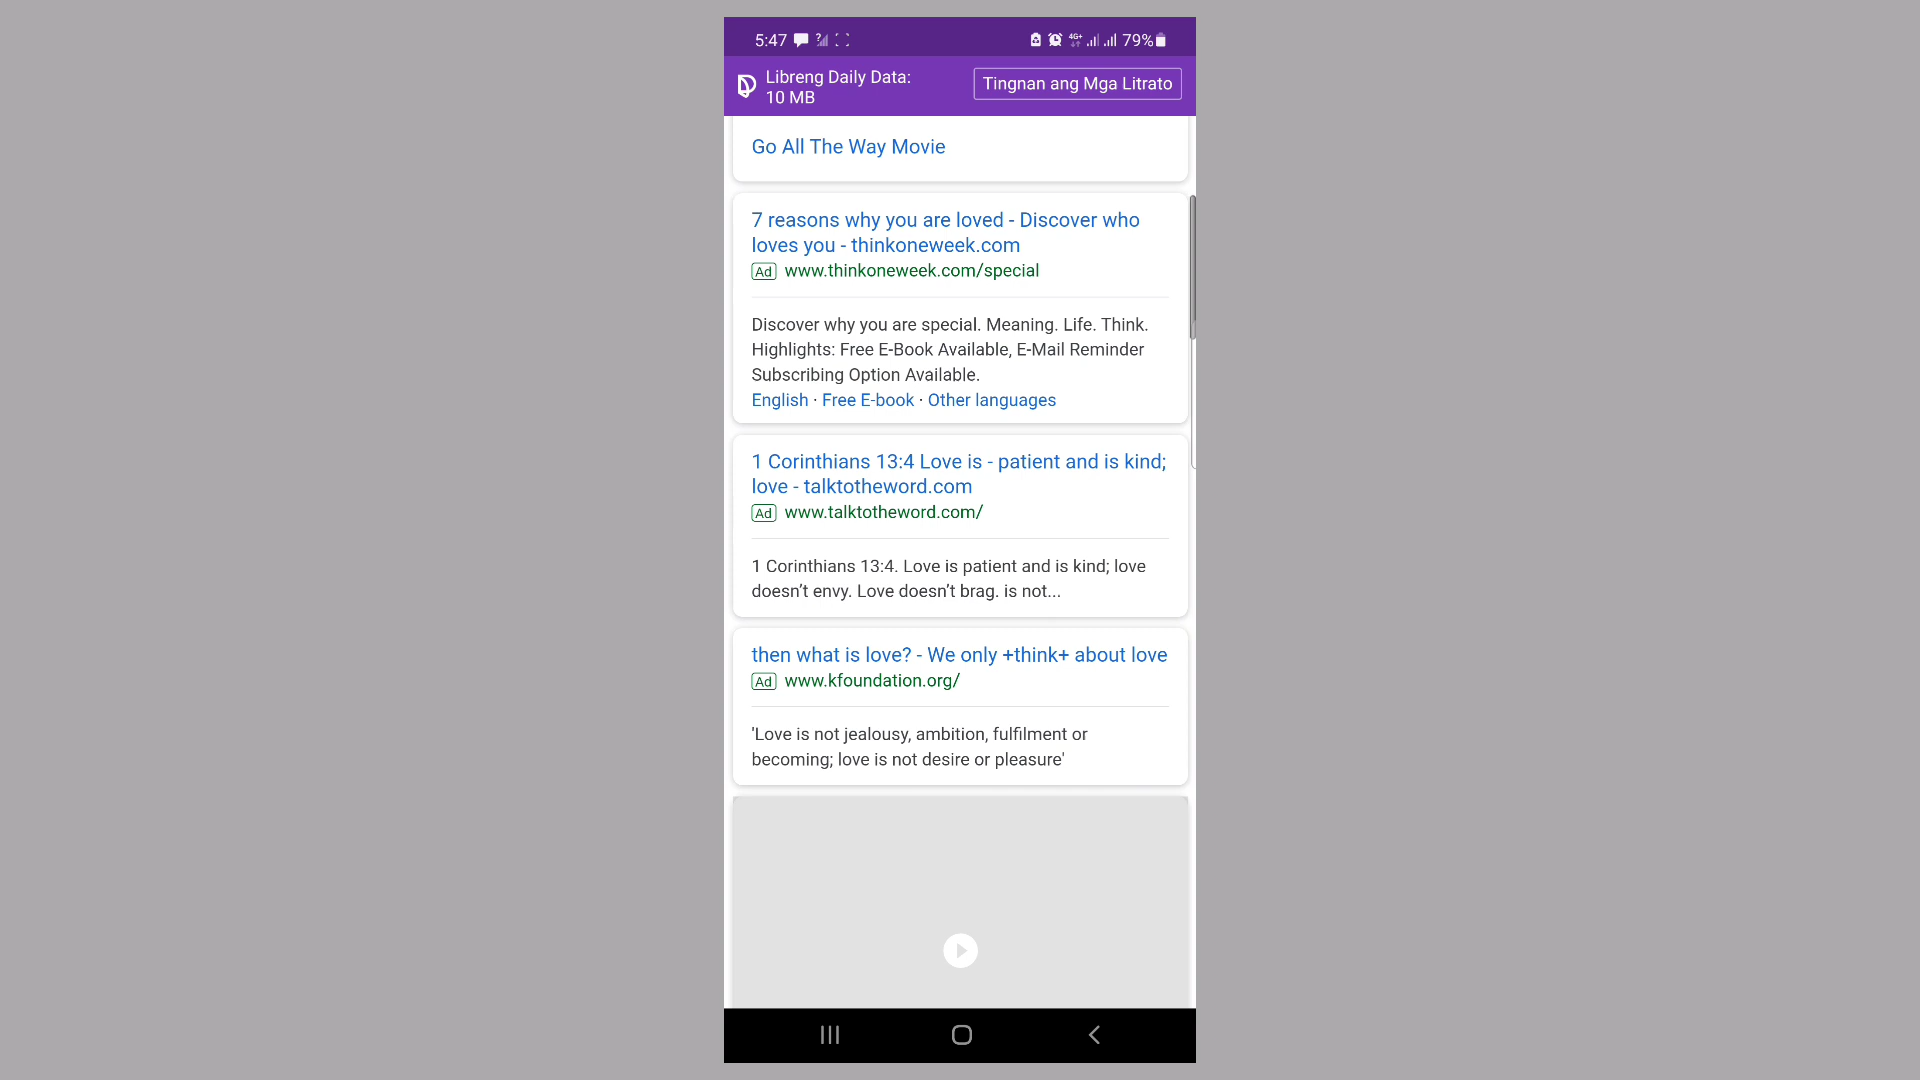 5:47
4G+
79%
Libreng Daily Data:
10 MB
Tingnan ang Mga Litrato
Go All The Way Movie
7 reasons why you are loved - Discover who
loves you - thinkoneweek.com
Ad www.thinkoneweek.com/special
Discover why you are special. Meaning. Life. Think.
Highlights: Free E-Book Available, E-Mail Reminder
Subscribing Option Available.
English · Free E-book · Other languages
1 Corinthians 13:4 Love is - patient and is kind;
love - talktotheword.com
Ad www.talktotheword.com/
1 Corinthians 13:4. Love is patient and is kind; love
doesn’t envy. Love doesn’t brag. is not...
then what is love? - We only +think+ about love
Ad www.kfoundation.org/
'Love is not jealousy, ambition, fulfilment or
becoming; love is not desire or pleasure'